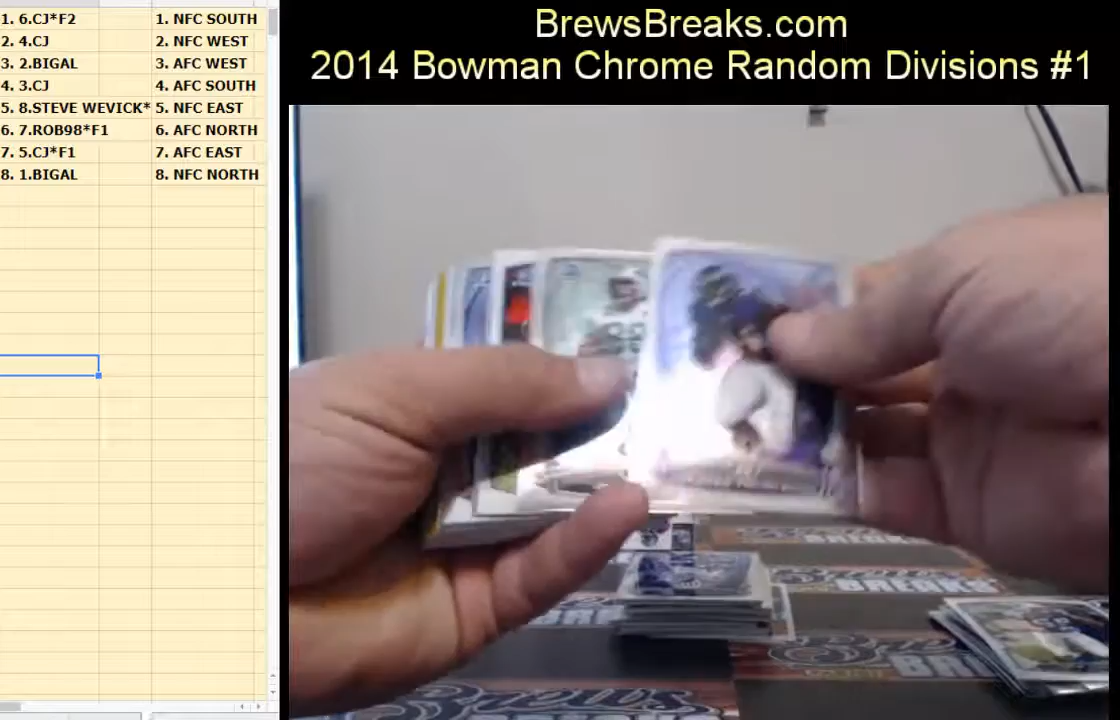 BrewsBreaks.com
2014 Bowman Chrome Random Divisions #1
1. 6.CJ*F2 1. NFC SOUTH
2. 4.CJ 2. NFC WEST
3. 2.BIGAL 3. AFC WEST
4. 3.CJ 4. AFC SOUTH
5. 8.STEVE WEVICK* 5. NFC EAST
6. 7.ROB98*F1 6. AFC NORTH
7. 5.CJ*F1 7. AFC EAST
8. 1.BIGAL 8. NFC NORTH
BREAKS